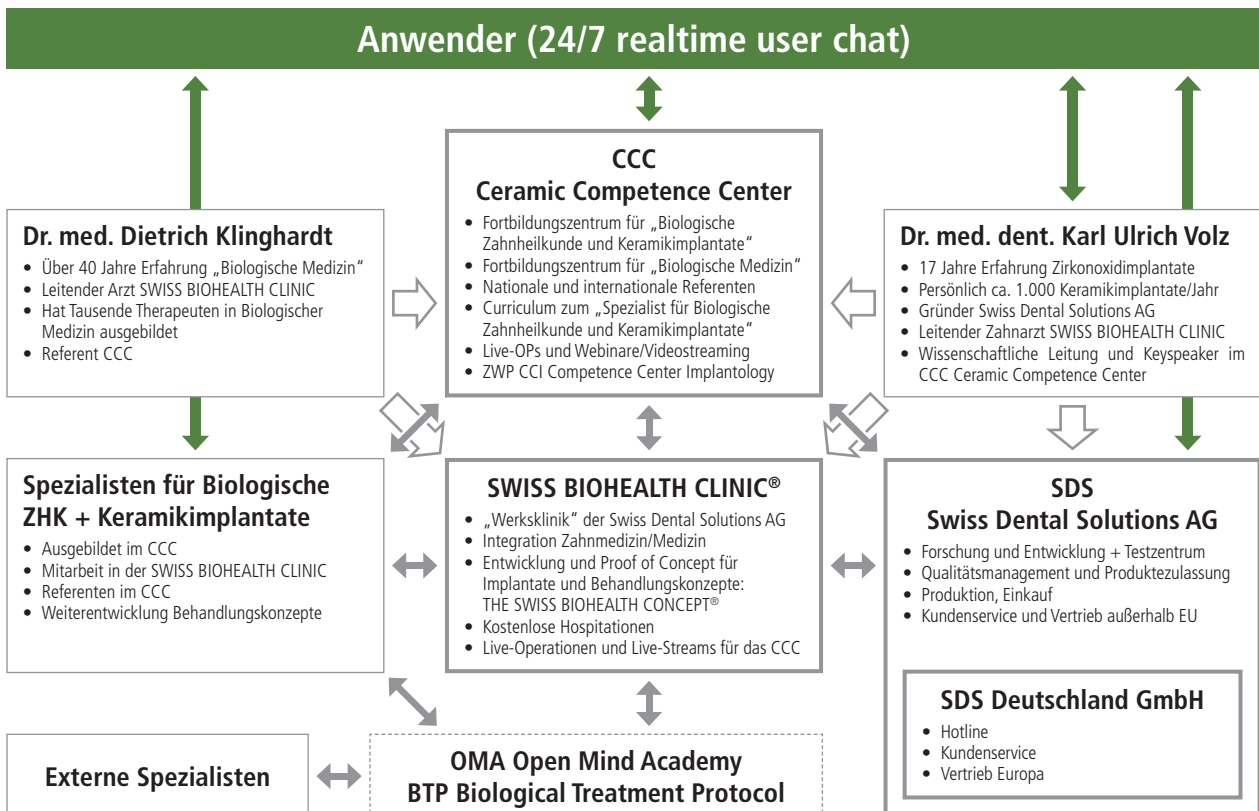 Anwender (24/7 realtime user chat)
CCC
Ceramic Competence Center
• Fortbildungszentrum für „Biologische
Zahnheilkunde und Keramikimplantate“
• Fortbildungszentrum für „Biologische Medizin“
• Nationale und internationale Referenten
• Curriculum zum „Spezialist für Biologische
Zahnheilkunde und Keramikimplantate“
• Live-OPs und Webinare/Videostreaming
• ZWP CCI Competence Center Implantology
Dr. med. Dietrich Klinghardt
• Über 40 Jahre Erfahrung „Biologische Medizin“
• Leitender Arzt SWISS BIOHEALTH CLINIC
• Hat Tausende Therapeuten in Biologischer
Medizin ausgebildet
• Referent CCC
Dr. med. dent. Karl Ulrich Volz
• 17 Jahre Erfahrung Zirkonoxidimplantate
• Persönlich ca. 1.000 Keramikimplantate/Jahr
• Gründer Swiss Dental Solutions AG
• Leitender Zahnarzt SWISS BIOHEALTH CLINIC
• Wissenschaftliche Leitung und Keyspeaker im
CCC Ceramic Competence Center
Spezialisten für Biologische
ZHK + Keramikimplantate
• Ausgebildet im CCC
• Mitarbeit in der SWISS BIOHEALTH CLINIC
• Referenten im CCC
• Weiterentwicklung Behandlungskonzepte
SWISS BIOHEALTH CLINIC®
• „Werksklinik“ der Swiss Dental Solutions AG
• Integration Zahnmedizin/Medizin
• Entwicklung und Proof of Concept für
Implantate und Behandlungskonzepte:
THE SWISS BIOHEALTH CONCEPT®
• Kostenlose Hospitationen
• Live-Operationen und Live-Streams für das CCC
SDS
Swiss Dental Solutions AG
• Forschung und Entwicklung + Testzentrum
• Qualitätsmanagement und Produktezulassung
• Produktion, Einkauf
• Kundenservice und Vertrieb außerhalb EU
SDS Deutschland GmbH
• Hotline
• Kundenservice
• Vertrieb Europa
Externe Spezialisten
OMA Open Mind Academy
BTP Biological Treatment Protocol